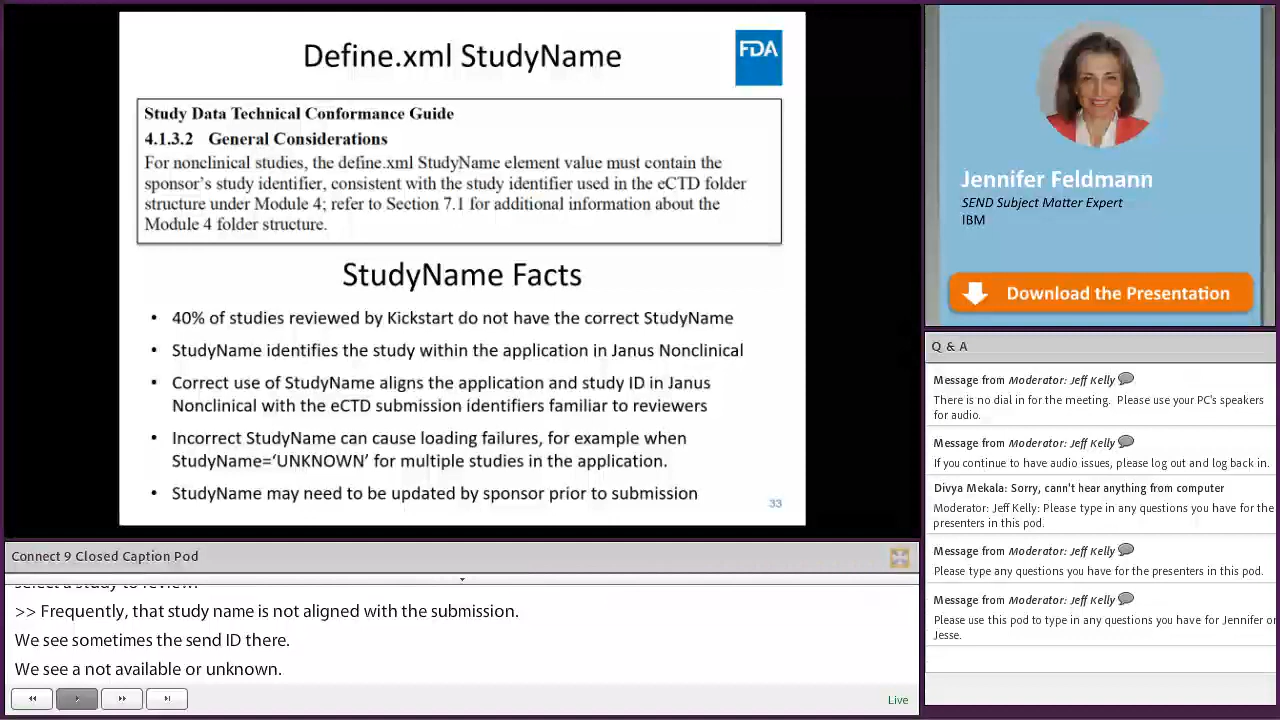 Define.xml StudyName
FDA
Study Data Technical Conformance Guide
4.1.3.2 General Considerations
For nonclinical studies, the define.xml StudyName element value must contain the
sponsor's study identifier, consistent with the study identifier used in the eCTD folder
structure under Module 4; refer to Section 7.1 for additional information about the
Module 4 folder structure.
StudyName Facts
• 40% of studies reviewed by Kickstart do not have the correct StudyName
• StudyName identifies the study within the application in Janus Nonclinical
• Correct use of StudyName aligns the application and study ID in Janus
Nonclinical with the eCTD submission identifiers familiar to reviewers
• Incorrect StudyName can cause loading failures, for example when
StudyName='UNKNOWN' for multiple studies in the application.
• StudyName may need to be updated by sponsor prior to submission
33
Jennifer Feldmann
SEND Subject Matter Expert
IBM
Download the Presentation
Q & A
Message from Moderator: Jeff Kelly
There is no dial in for the meeting. Please use your PC's speakers
for audio.
Message from Moderator: Jeff Kelly
If you continue to have audio issues, please log out and log back in.
Divya Mekala: Sorry, cann't hear anything from computer
Moderator: Jeff Kelly: Please type in any questions you have for the
presenters in this pod.
Message from Moderator: Jeff Kelly
Please type any questions you have for the presenters in this pod.
Message from Moderator: Jeff Kelly
Please use this pod to type in any questions you have for Jennifer or
Jesse.
Connect 9 Closed Caption Pod
select a study to review.
>> Frequently, that study name is not aligned with the submission.
We see sometimes the send ID there.
We see a not available or unknown.
Live